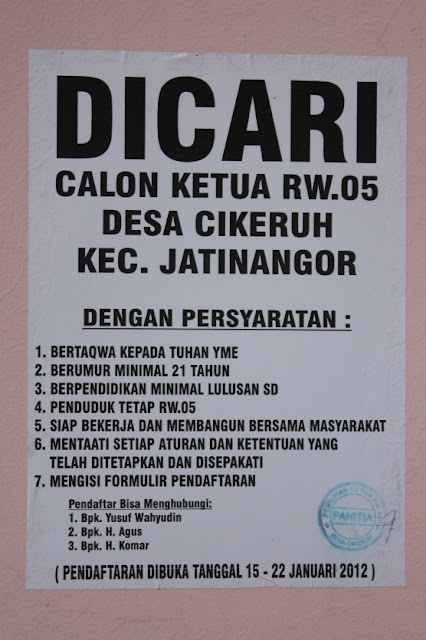 DICARI
CALON KETUA RW.05
DESA CIKERUH
KEC. JATINANGOR
DENGAN PERSYARATAN :
1. BERTAQWA KEPADA TUHAN YME
2. BERUMUR MINIMAL 21 TAHUN
3. BERPENDIDIKAN MINIMAL LULUSAN SD
4. PENDUDUK TETAP RW.05
5. SIAP BEKERJA DAN MEMBANGUN BERSAMA MASYARAKAT
6. MENTAATI SETIAP ATURAN DAN KETENTUAN YANG
TELAH DITETAPKAN DAN DISEPAKATI
7. MENGISI FORMULIR PENDAFTARAN
Pendaftar Bisa Menghubungi:
1. Bpk. Yusuf Wahyudin
2. Bpk. H. Agus
3. Bpk. H. Komar
PANITIA
( PENDAFTARAN DIBUKA TANGGAL 15 - 22 JANUARI 2012 )